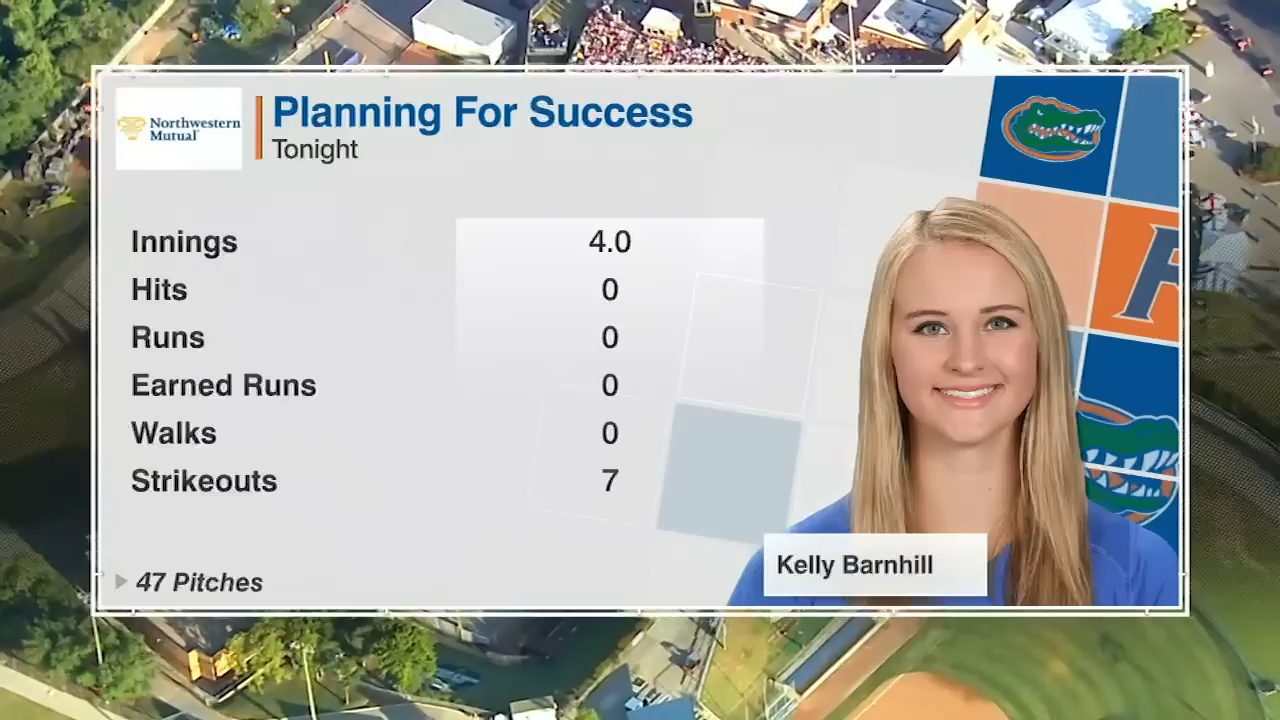 Northwestern
Mutual
Planning For Success
Tonight
Innings 4.0
Hits 0
Runs 0
Earned Runs 0
Walks 0
Strikeouts 7
47 Pitches
Kelly Barnhill
F